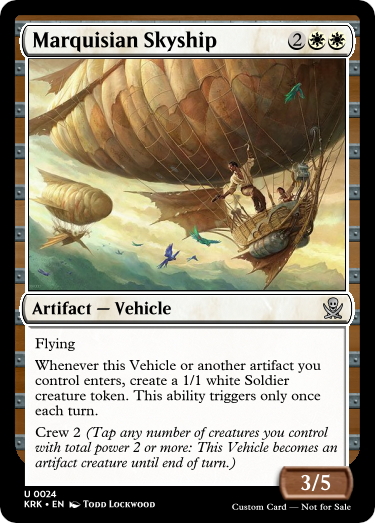 Marquisian Skyship 2
Artifact — Vehicle
Flying
Whenever this Vehicle or another artifact you
control enters, create a 1/1 white Soldier
creature token. This ability triggers only once
each turn.
Crew 2 (Tap any number of creatures you control
with total power 2 or more: This Vehicle becomes an
artifact creature until end of turn.)
3/5
U 0024
KRK • EN Todd Lockwood
Custom Card — Not for Sale